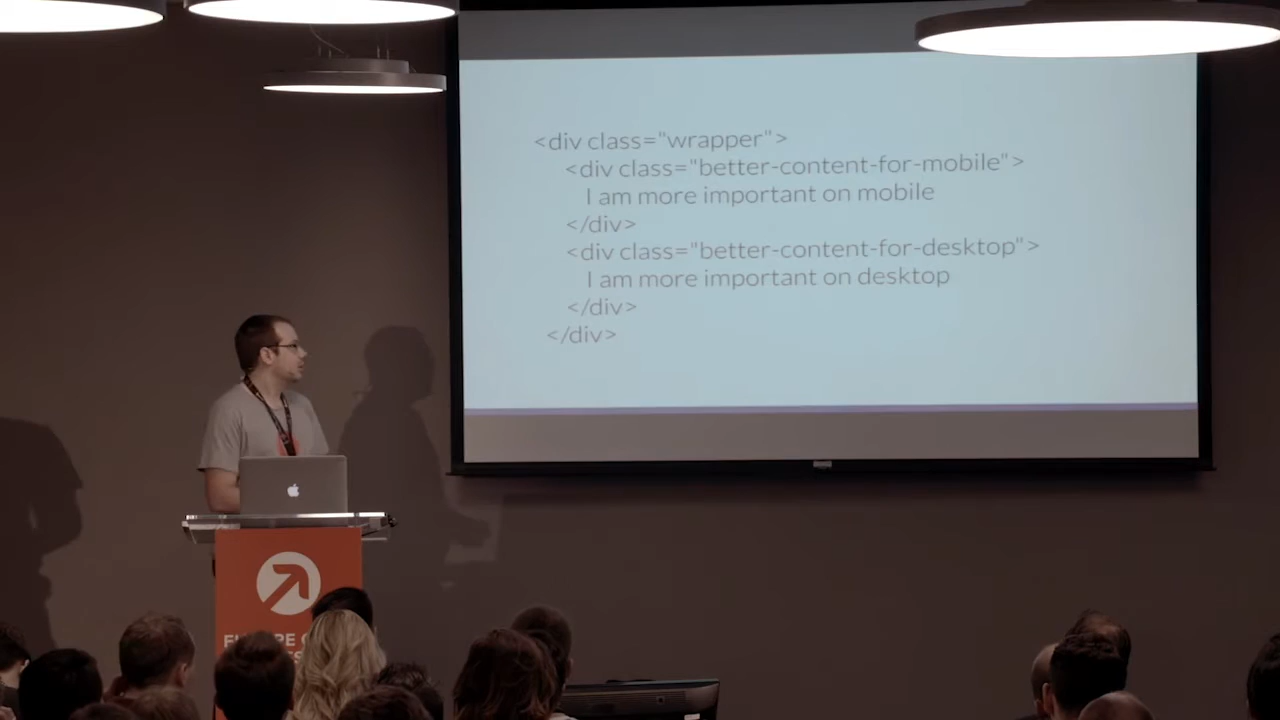 <div class="wrapper">
<div class="better-content-for-mobile">
I am more important on mobile
</div>
<div class="better-content-for-desktop">
I am more important on desktop
</div>
</div>